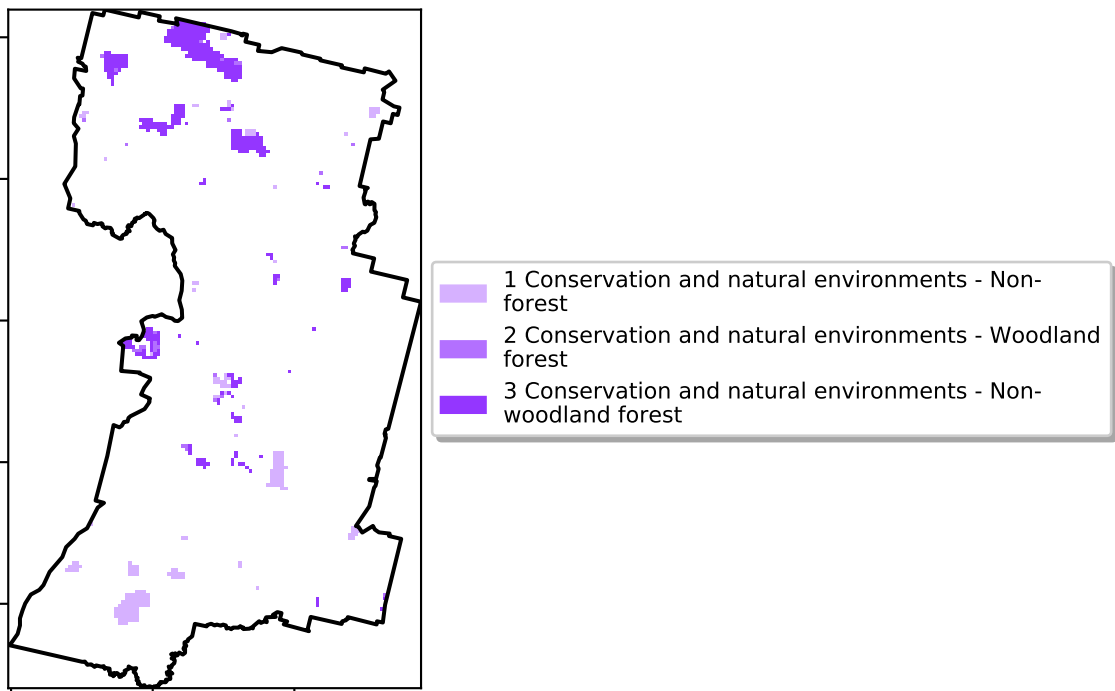 1 Conservation and natural environments - Non-
forest
2 Conservation and natural environments - Woodland
forest
3 Conservation and natural environments - Non-
woodland forest